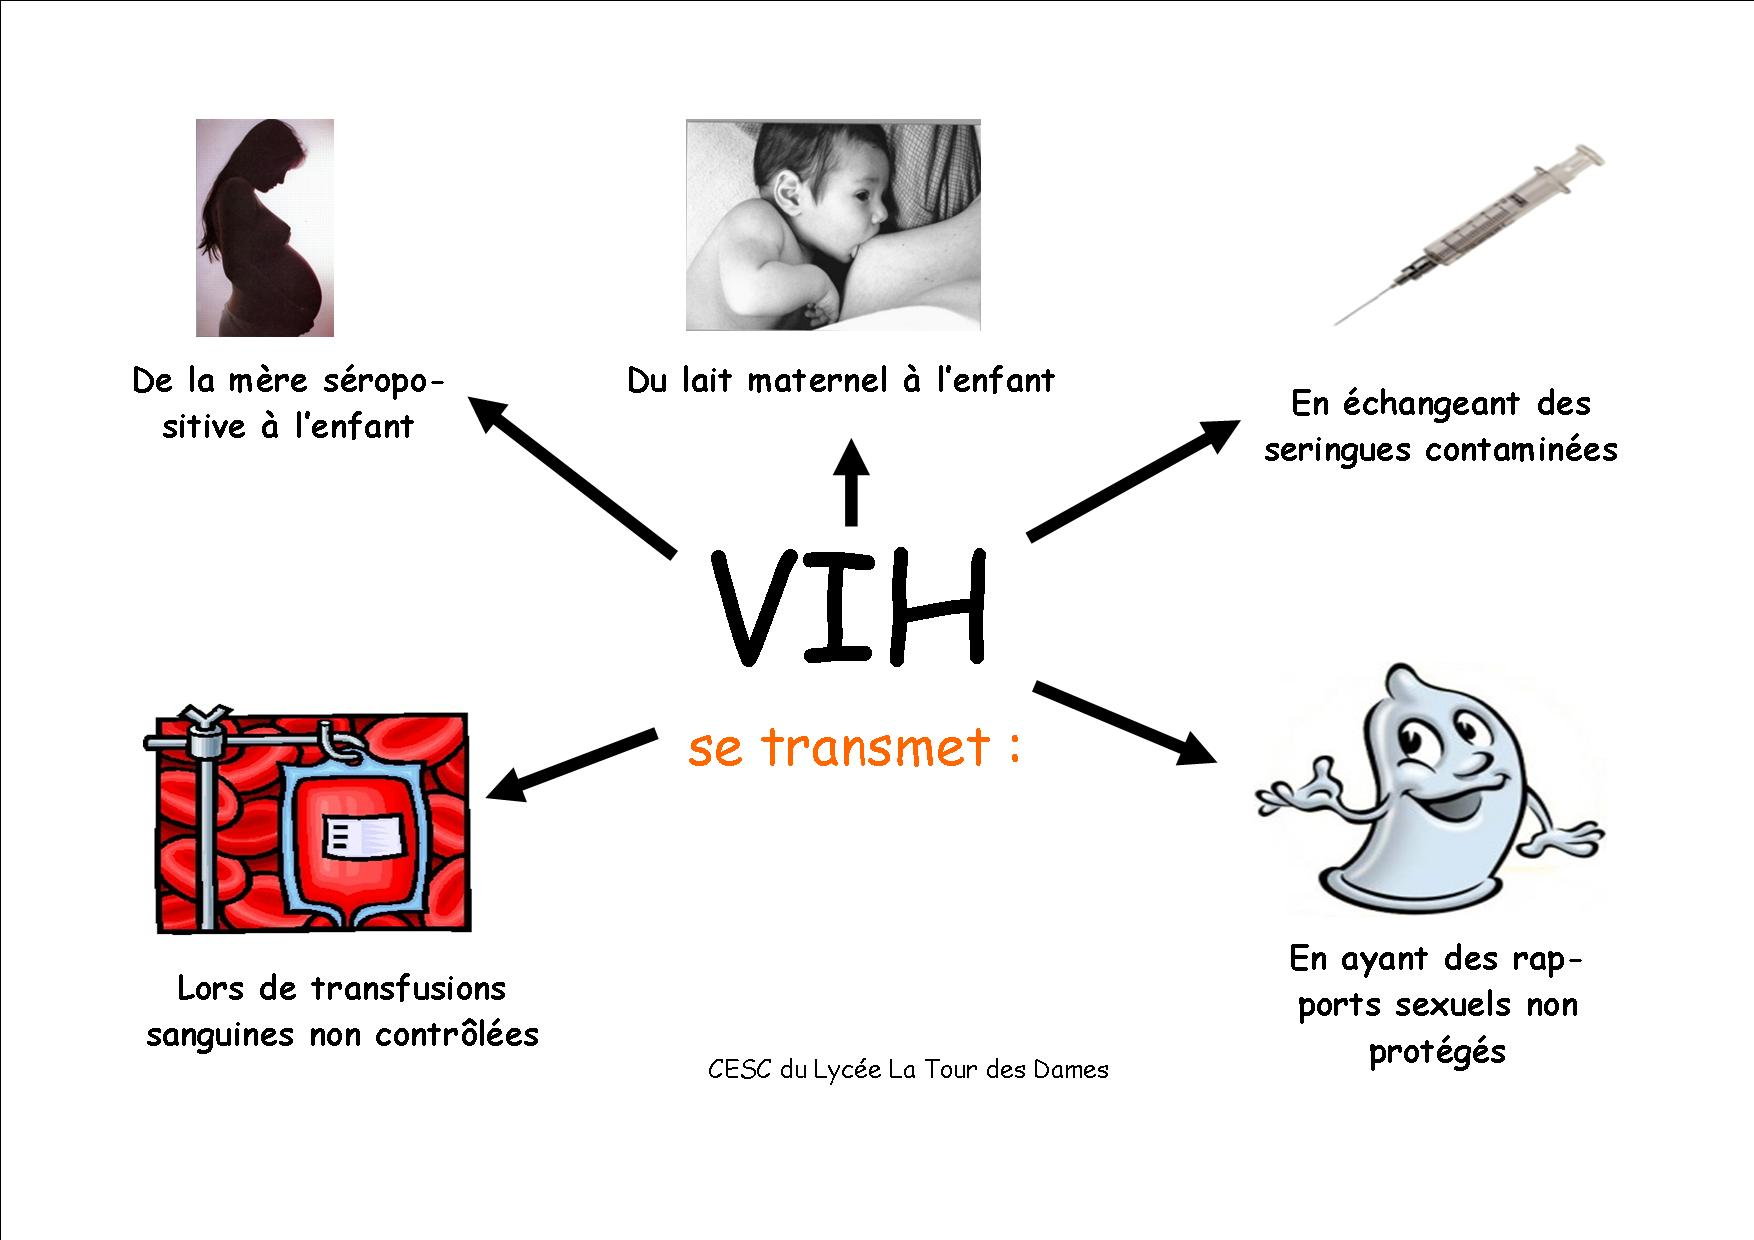 De la mère séropo-
sitive à l'enfant
Du lait maternel à l'enfant
En échangeant des
seringues contaminées
VIH
se transmet :
Lors de transfusions
sanguines non contrôlées
En ayant des rap-
ports sexuels non
protégés
CESC du Lycée La Tour des Dames